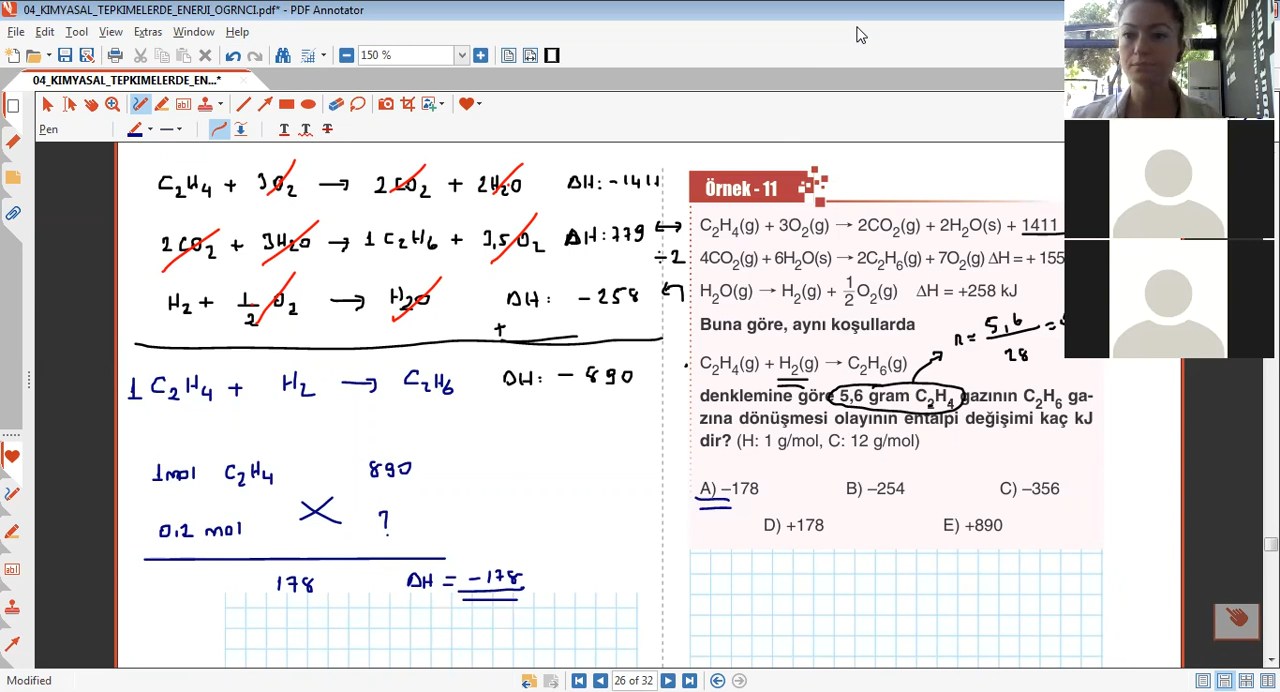 04_KIMYASAL_TEPKIMELERDE_ENERJI_OGRNCI.pdf* - PDF Annotator
File Edit Tool View Extras Window Help
150 %
04_KIMYASAL_TEPKIMELERDE_EN...*
Pen
C₂H₄ + 3O₂ → 2CO₂ + 2H₂O ΔH: -1411
2CO₂ + 3H₂O → 1C₂H₆ + 3,5O₂ ΔH: 779
H₂ + 1/2 O₂ → H₂O ΔH: -258
+
1C₂H₄ + H₂ → C₂H₆ ΔH: -890
1mol C₂H₄ 890
0.2 mol ?
178 ΔH = -178
Örnek - 11
C₂H₄(g) + 3O₂(g) → 2CO₂(g) + 2H₂O(s) + 1411
÷2
4CO₂(g) + 6H₂O(s) → 2C₂H₆(g) + 7O₂(g) ΔH = + 155
H₂O(g) → H₂(g) + 1/2 O₂(g) ΔH = +258 kJ
Buna göre, aynı koşullarda
n = 5,6/28 =
C₂H₄(g) + H₂(g) → C₂H₆(g)
denklemine göre 5,6 gram C₂H₄ gazının C₂H₆ ga-
zına dönüşmesi olayının entalpi değişimi kaç kJ
dir? (H: 1 g/mol, C: 12 g/mol)
A) –178 B) –254 C) –356
D) +178 E) +890
Modified
26 of 32